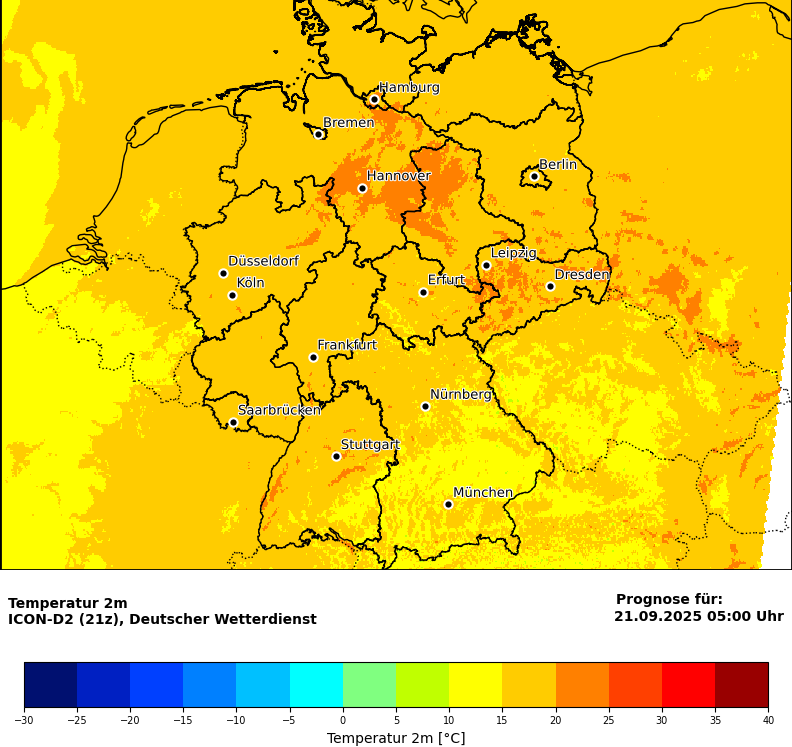 Hamburg
Bremen
Berlin
Hannover
Leipzig
Düsseldorf
Dresden
Köln
Erfurt
Frankfurt
Nürnberg
Saarbrücken
Stuttgart
München
Temperatur 2m
ICON-D2 (21z), Deutscher Wetterdienst
Prognose für:
21.09.2025 05:00 Uhr
−30 −25 −20 −15 −10 −5 0 5 10 15 20 25 30 35 40
Temperatur 2m [°C]